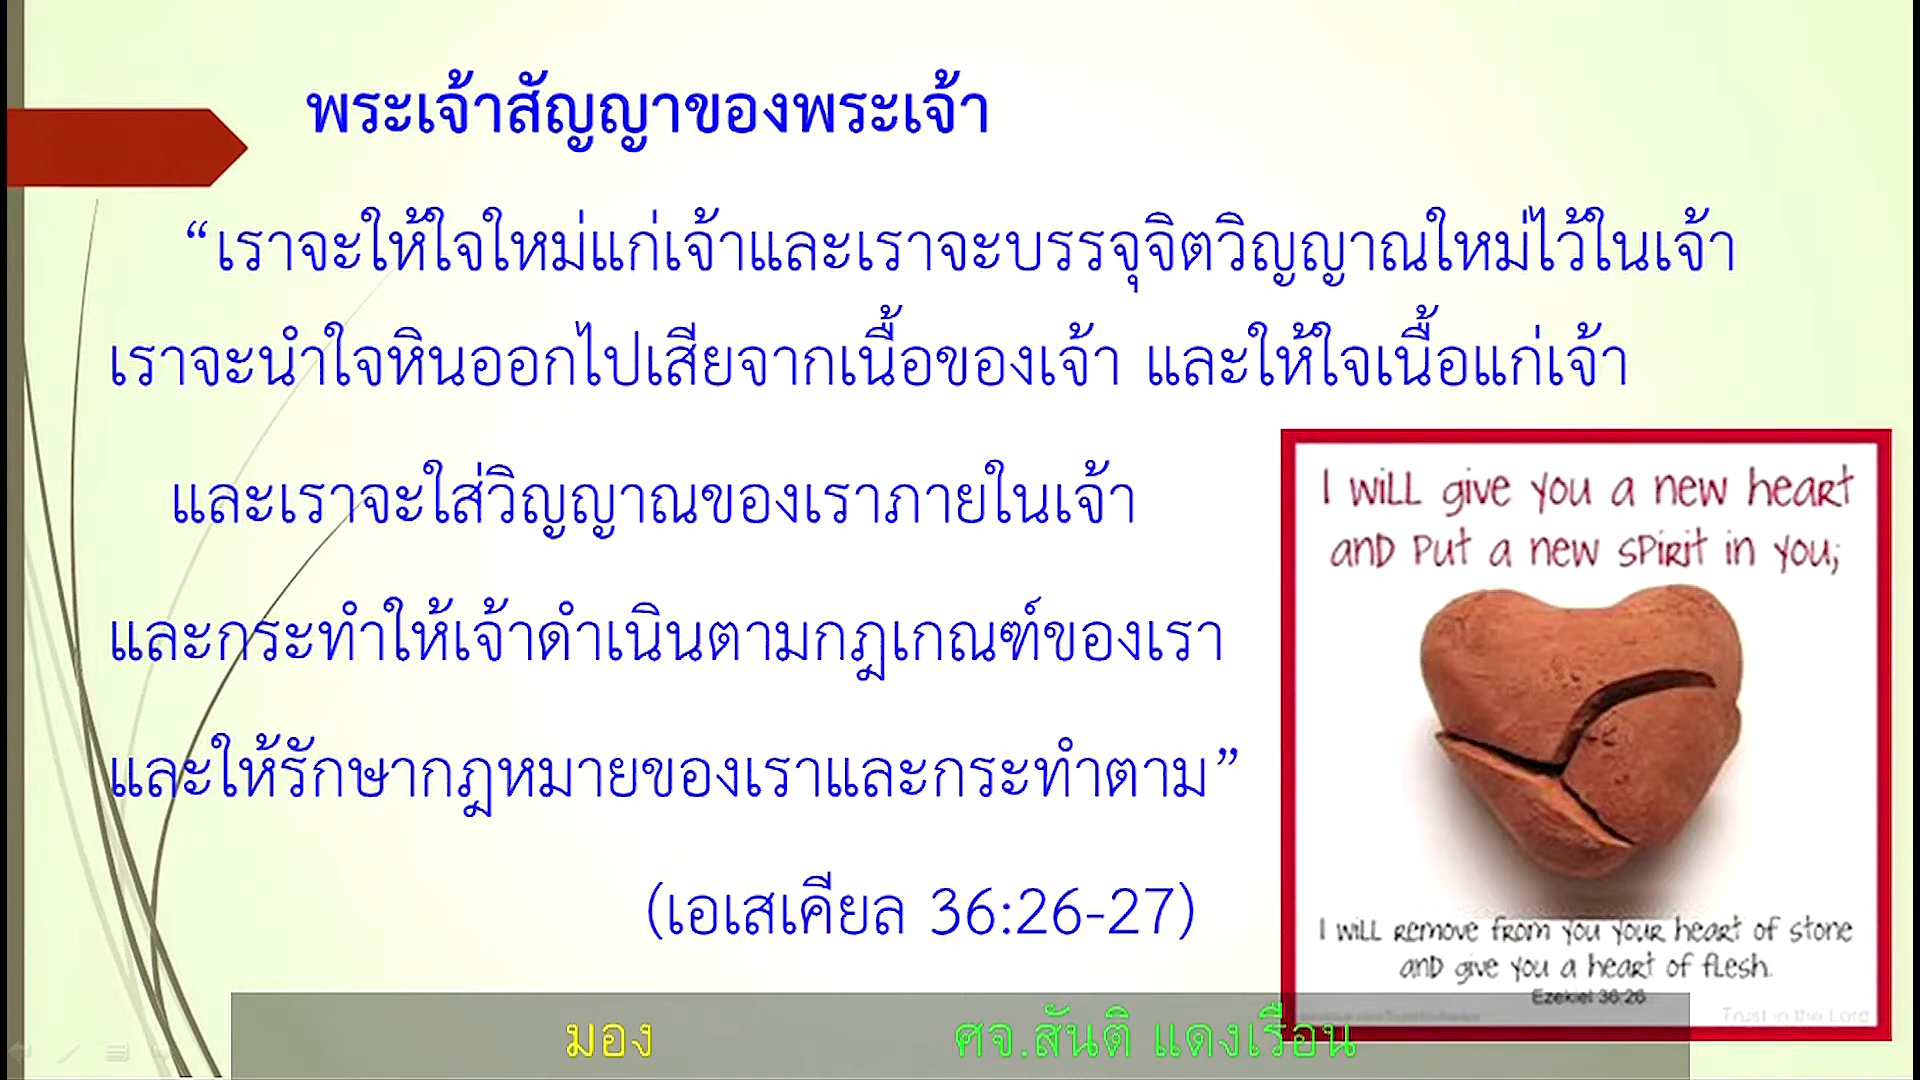 พระเจ้าสัญญาของพระเจ้า
“เราจะให้ใจใหม่แก่เจ้าและเราจะบรรจุจิตวิญญาณใหม่ไว้ในเจ้า
เราจะนำใจหินออกไปเสียจากเนื้อของเจ้า และให้ใจเนื้อแก่เจ้า
และเราจะใส่วิญญาณของเราภายในเจ้า
และกระทำให้เจ้าดำเนินตามกฎเกณฑ์ของเรา
และให้รักษากฎหมายของเราและกระทำตาม”
(เอเสเคียล 36:26-27)
I will give you a new heart
and put a new spirit in you;
I will remove from you your heart of stone
and give you a heart of flesh.
Ezekiel 36:26
Trust in the Lord
มอง ศจ.สันติ แดงเรือน